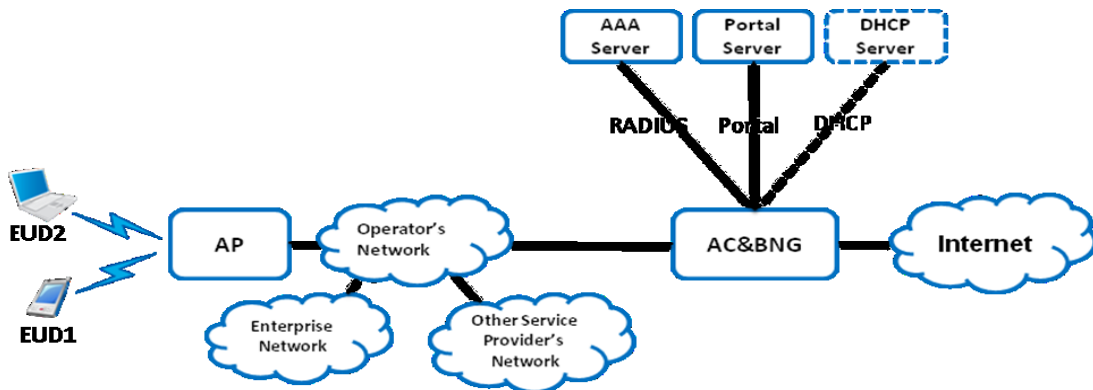 AAA
Server
Portal
Server
DHCP
Server
RADIUS
Portal
DHCP
EUD2
EUD1
AP
Operator's
Network
AC&BNG
Internet
Enterprise
Network
Other Service
Provider's
Network